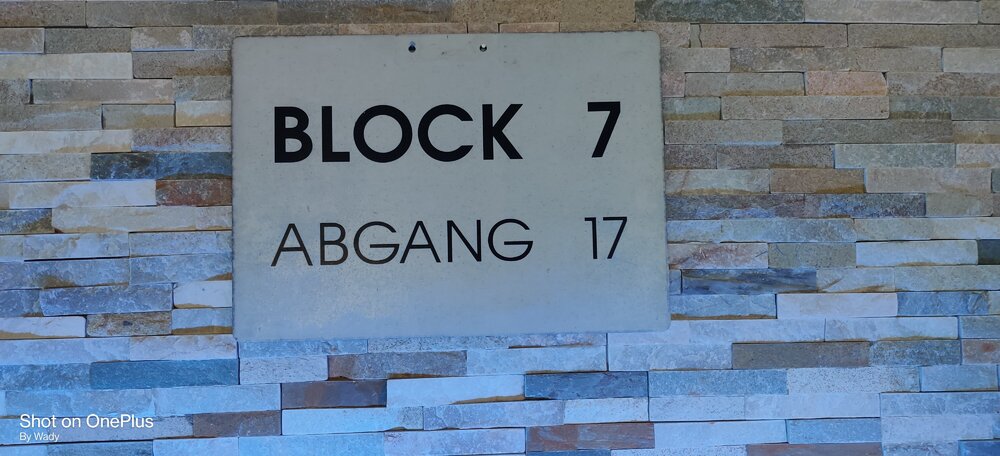 BLOCK 7
ABGANG 17
Shot on OnePlus
By Wady